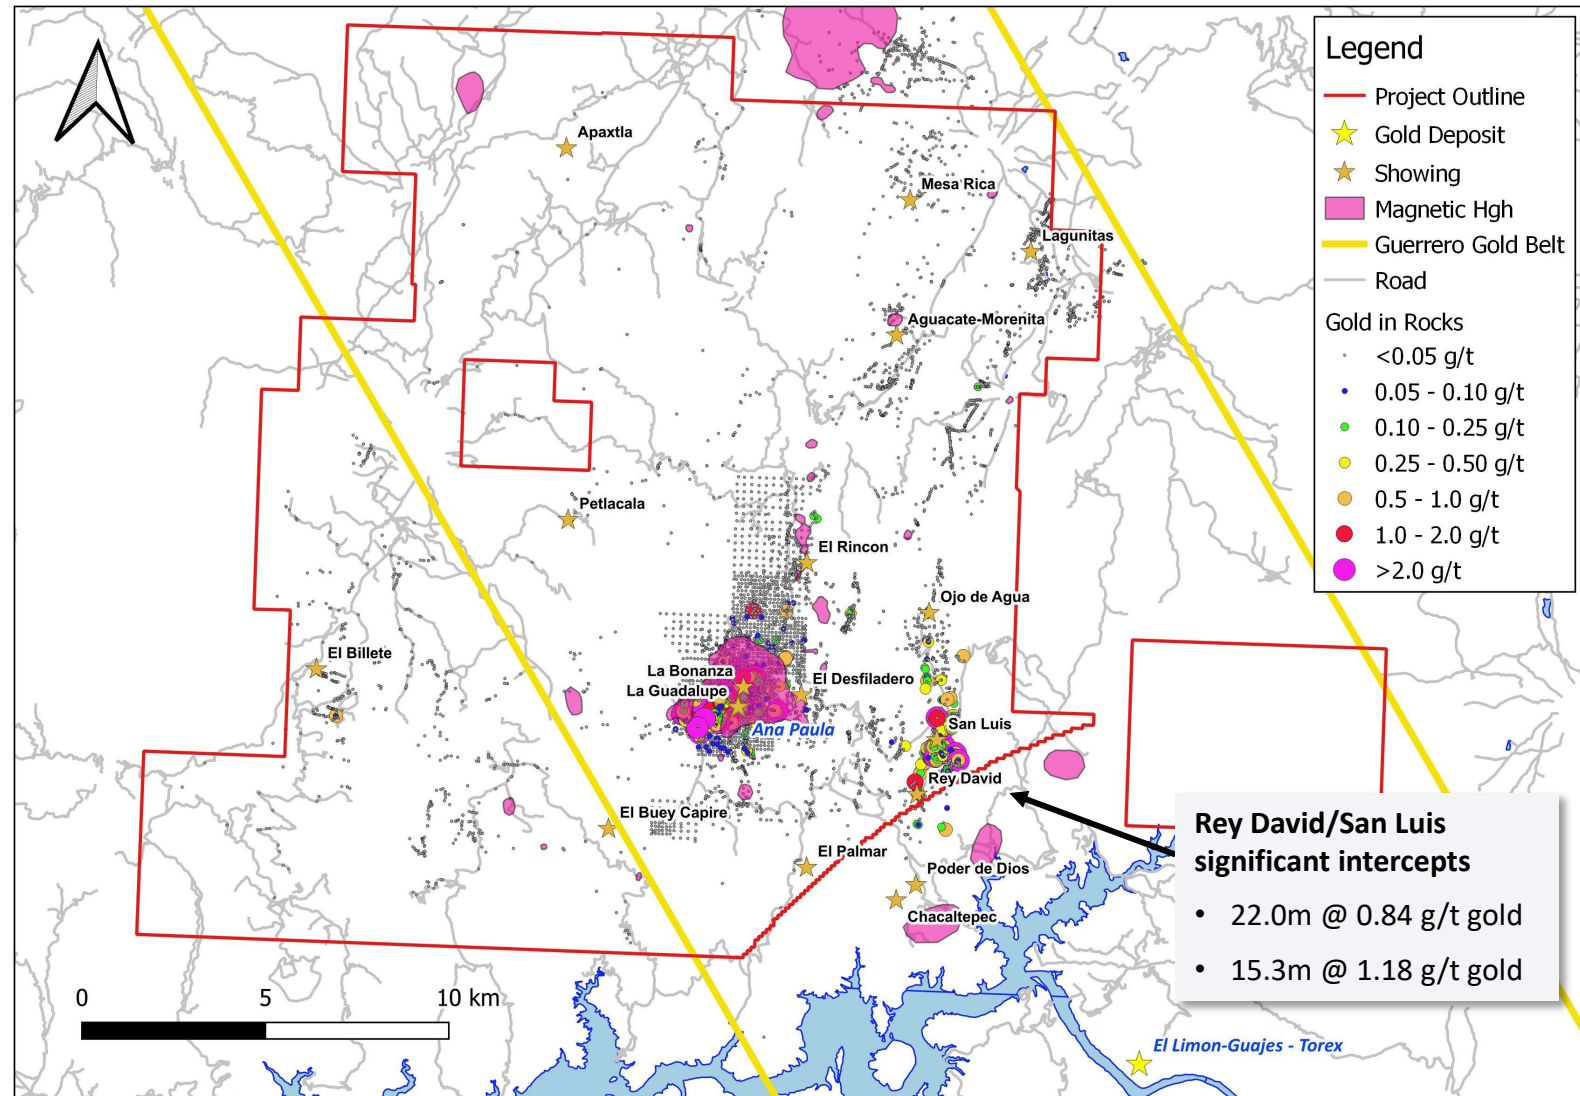 Legend
Project Outline
Gold Deposit
Showing
Magnetic Hgh
Guerrero Gold Belt
Road
Gold in Rocks
<0.05 g/t
0.05 - 0.10 g/t
0.10 - 0.25 g/t
0.25 - 0.50 g/t
0.5 - 1.0 g/t
1.0 - 2.0 g/t
>2.0 g/t
Apaxtla
Mesa Rica
Lagunitas
Aguacate-Morenita
Petlacala
El Rincon
Ojo de Agua
El Billete
La Bonanza
La Guadalupe
El Desfiladero
Ana Paula
San Luis
Rey David
El Buey Capire
El Palmar
Poder de Dios
Chacaltepec
Rey David/San Luis
significant intercepts
• 22.0m @ 0.84 g/t gold
• 15.3m @ 1.18 g/t gold
0 5 10 km
El Limon-Guajes - Torex